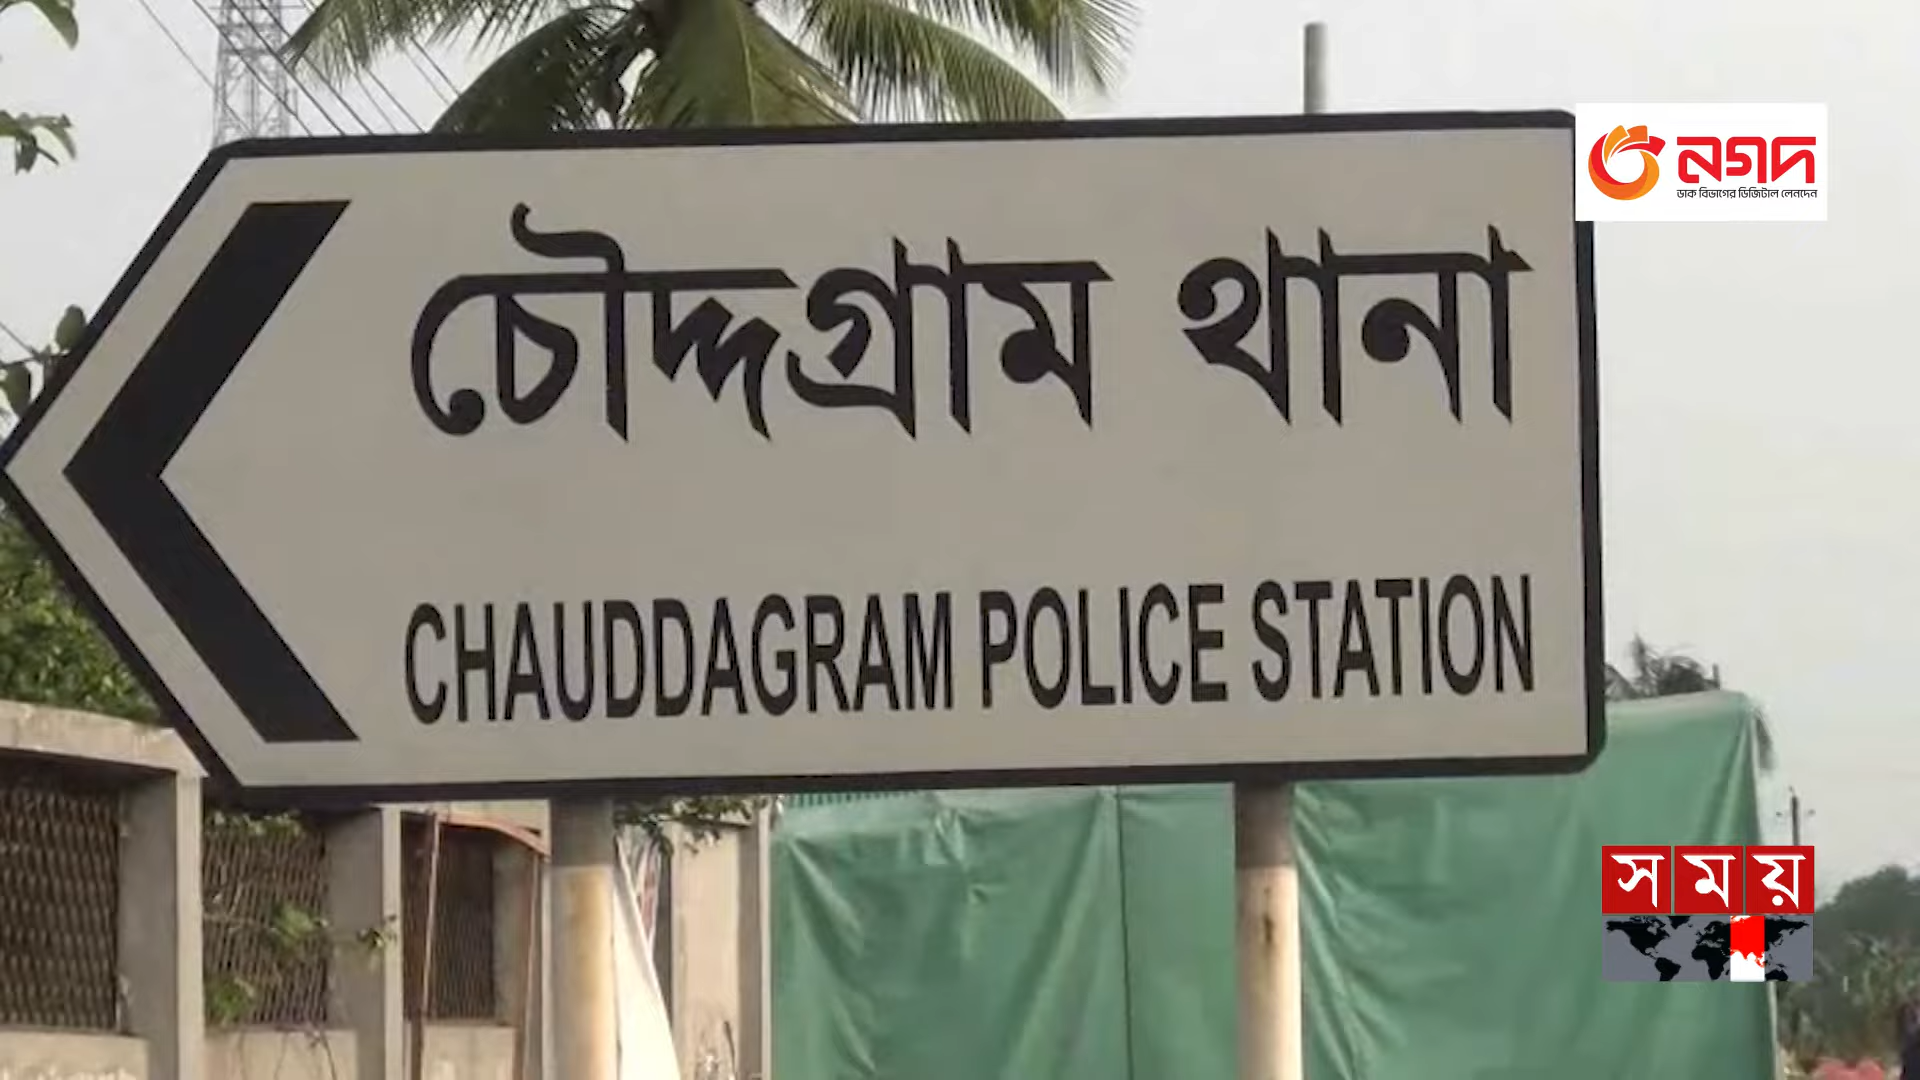 চৌদ্দগ্রাম থানা
CHAUDDAGRAM POLICE STATION
নগদ
ডাক বিভাগের ডিজিটাল লেনদেন
সময়